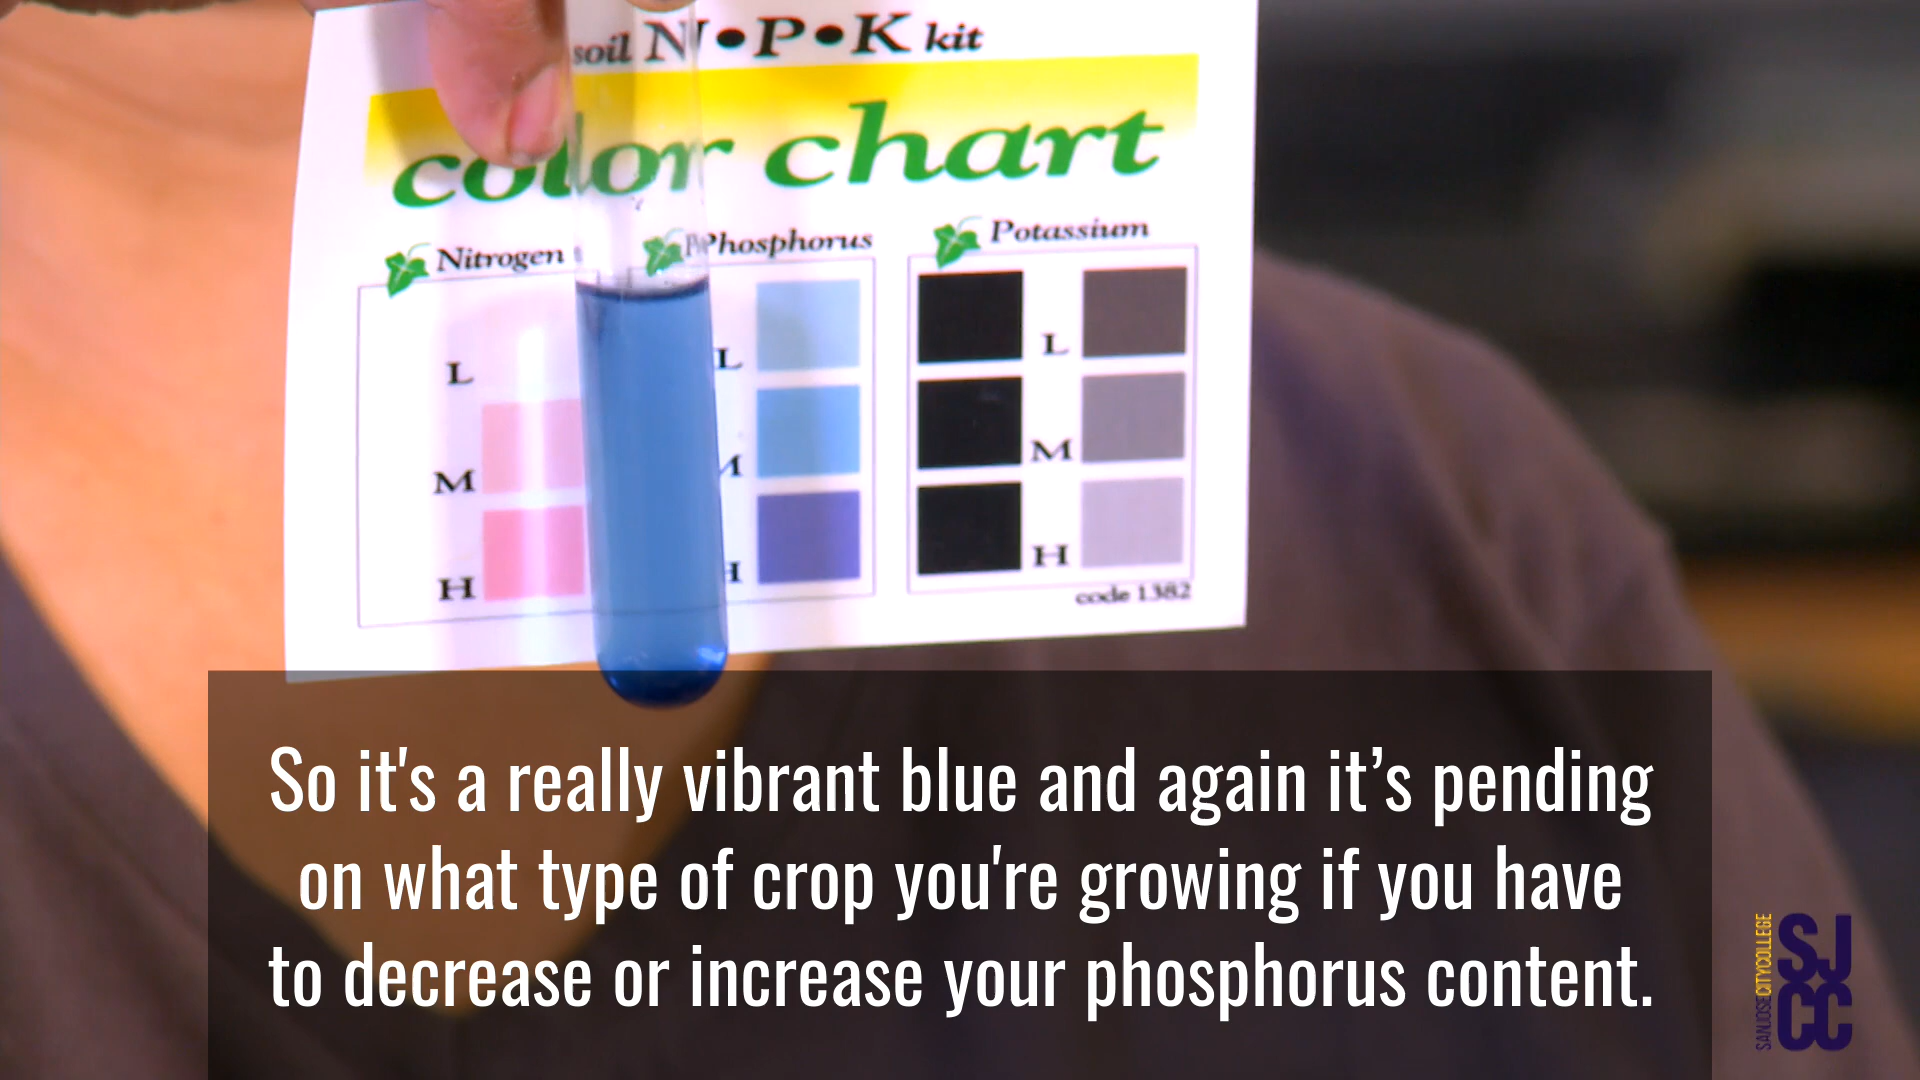 soil N•P•K kit
color chart
Nitrogen
Phosphorus
Potassium
L
M
H
L
M
H
L
M
H
code 1382
So it's a really vibrant blue and again it’s pending
on what type of crop you're growing if you have
to decrease or increase your phosphorus content.
SAN JOSE CITY COLLEGE
SJ
CC